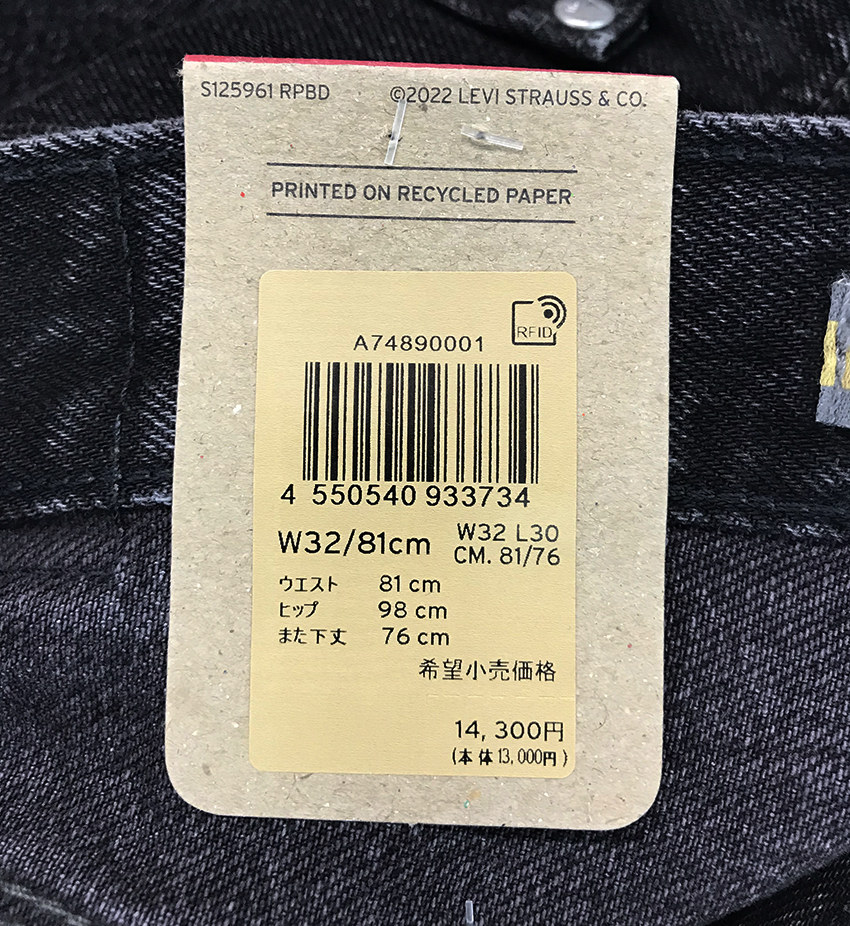 S125961 RPBD ©2022 LEVI STRAUSS & CO.
PRINTED ON RECYCLED PAPER
RFID
A74890001
4 550540 933734
W32/81cm W32 L30
CM. 81/76
ウエスト 81 cm
ヒップ 98 cm
また下丈 76 cm
希望小売価格
14,300円
(本体13,000円)